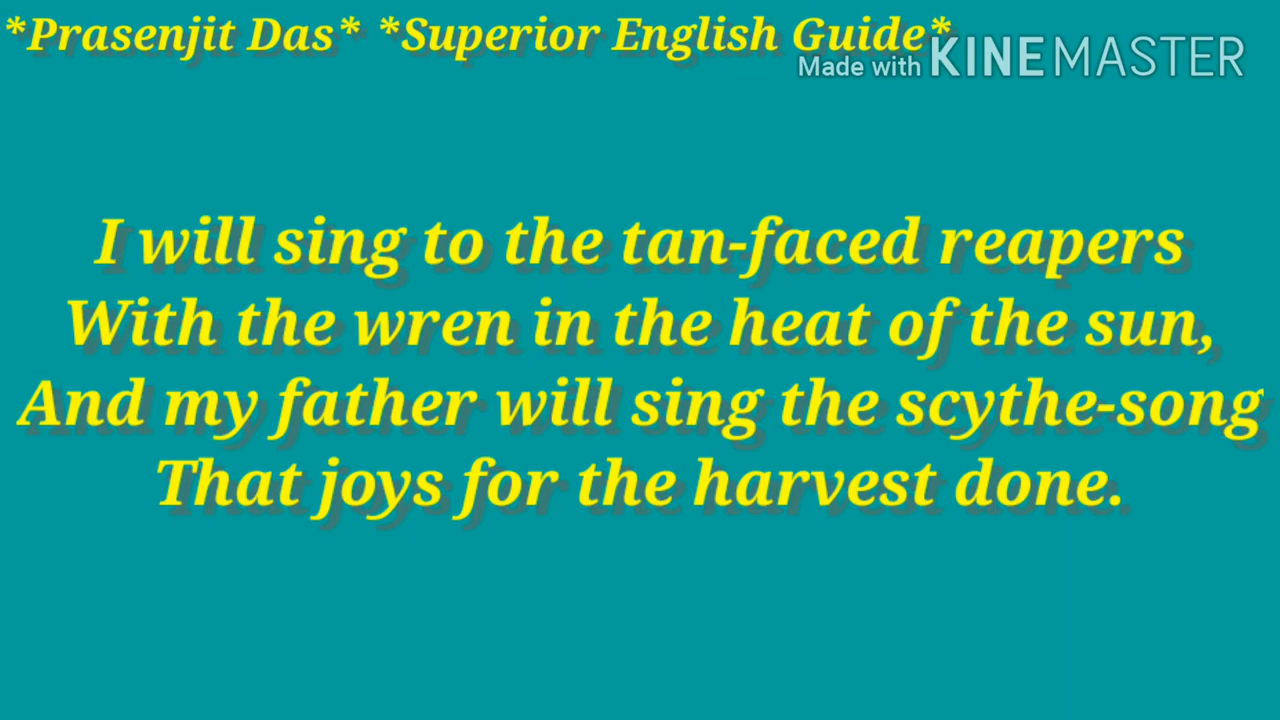 *Prasenjit Das* *Superior English Guide*
Made with KINEMASTER
I will sing to the tan-faced reapers
With the wren in the heat of the sun,
And my father will sing the scythe-song
That joys for the harvest done.